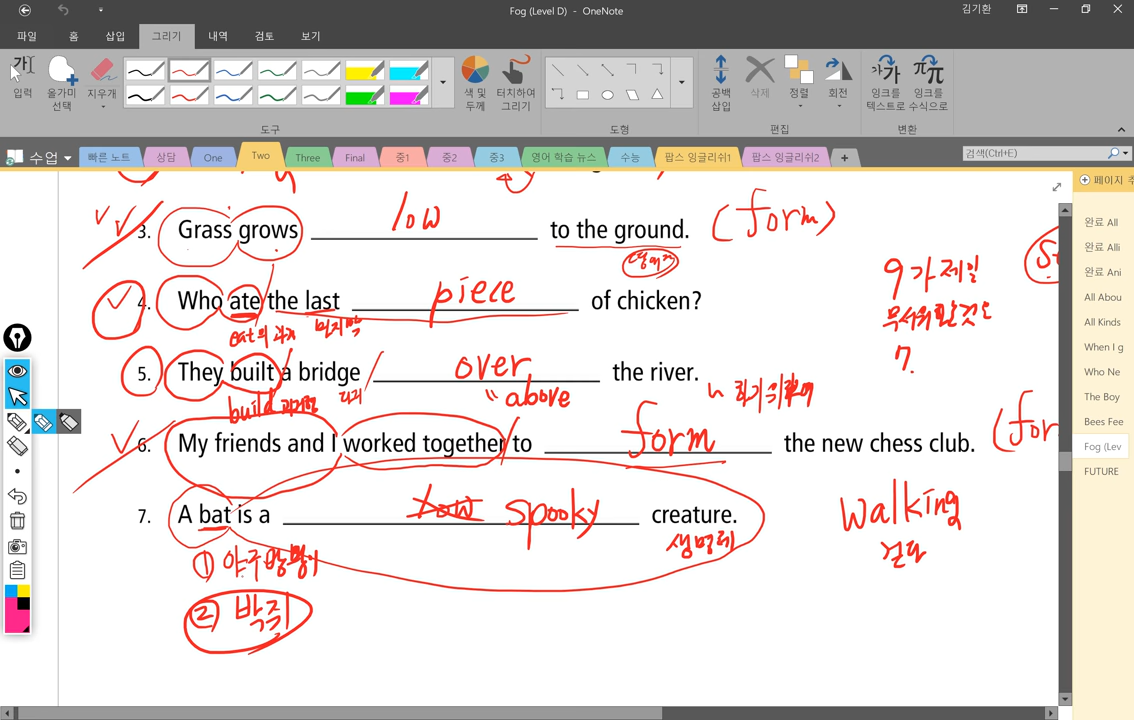 Fog (Level D) - OneNote
김기환
파일 홈 삽입 그리기 내역 검토 보기
입력
올가미 선택
지우개
색 및 두께
터치하여 그리기
공백 삽입
삭제
정렬
회전
잉크를 텍스트로
잉크를 수식으로
도구 도형 편집 변환
수업 빠른 노트 상담 One Two Three Final 중1 중2 중3 영어 학습 뉴스 수능 팝스 잉글리쉬1 팝스 잉글리쉬2 +
검색(Ctrl+E)
페이지 추
완료 All
완료 Alli
완료 Ani
All Abou
All Kinds
When I g
Who Ne
The Boy
Bees Fee
Fog (Lev
FUTURE
3. Grass grows low to the ground. (form)
9가 제일
4. Who ate the last piece of chicken?
eat의 과거 마지막
7.
5. They built a bridge over the river.
build 과거형 다리 "above
6. My friends and I worked together to form the new chess club. (for
7. A bat is a low spooky creature.
생명체
walking
걷다
① 야구방망이
② 박쥐